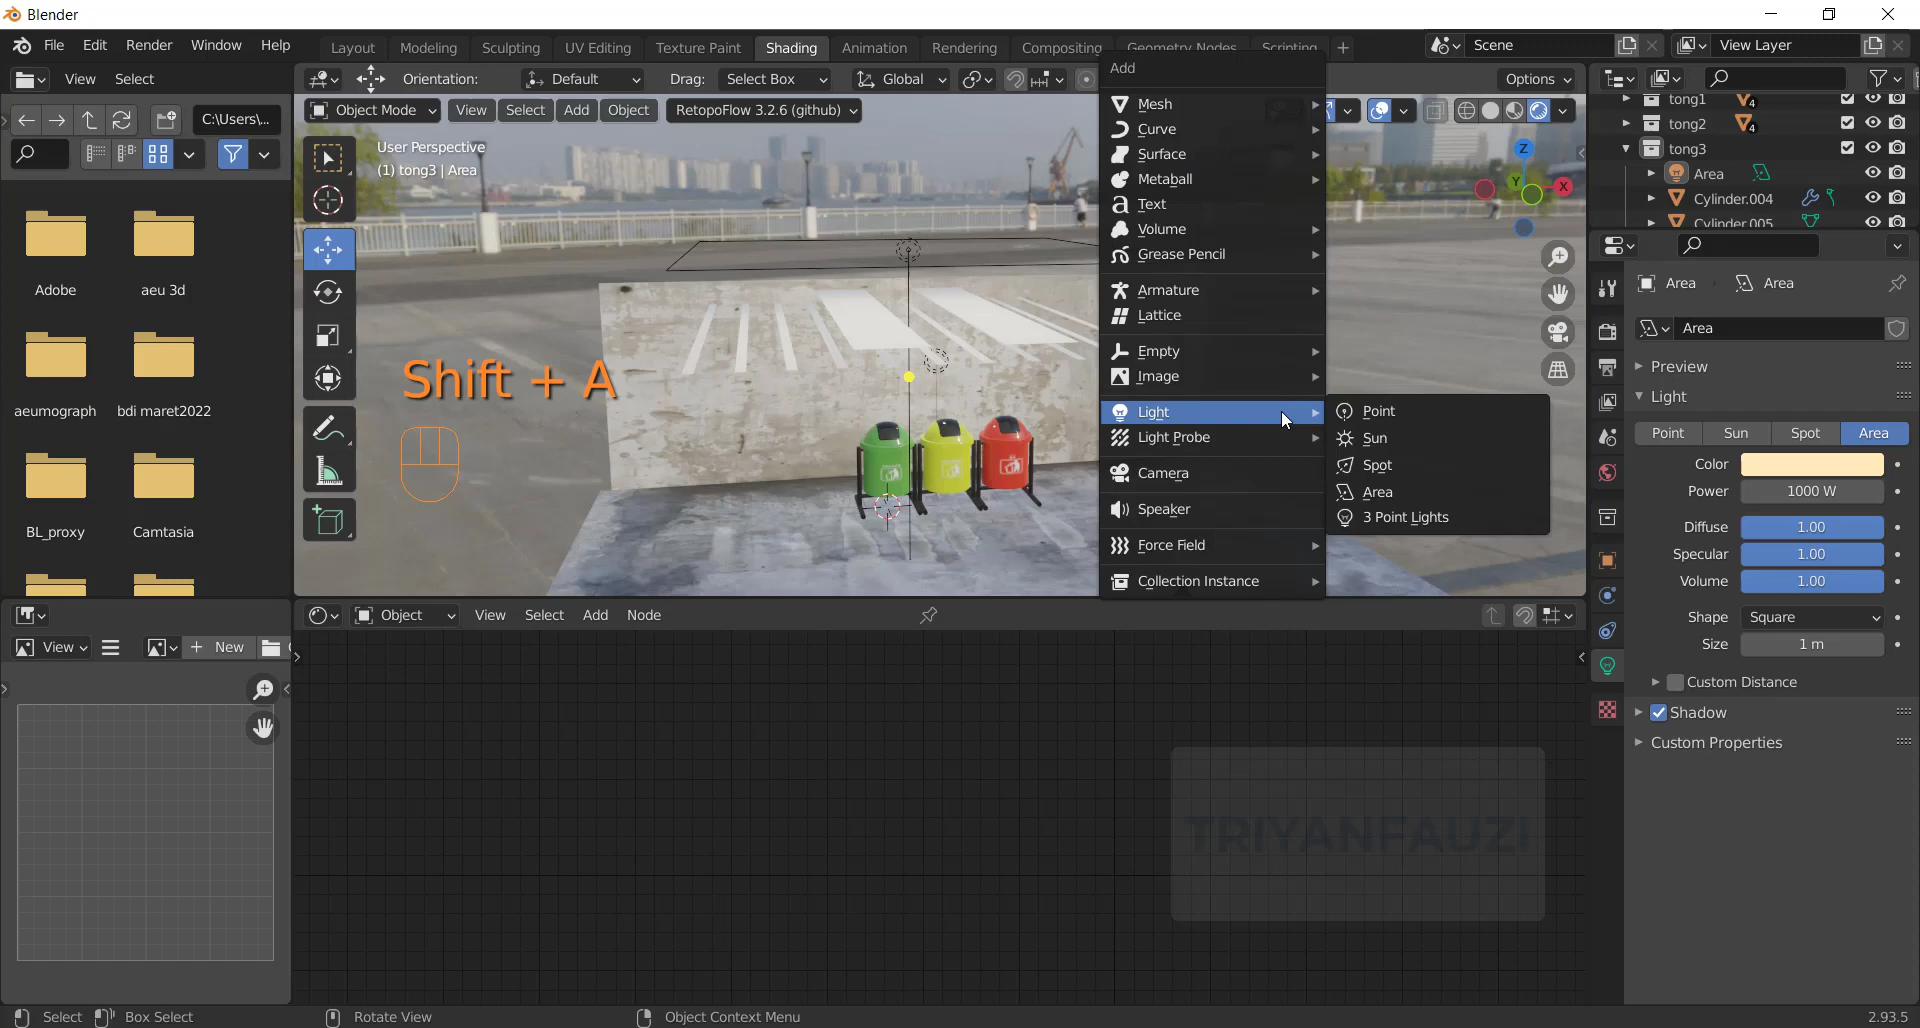 Blender
File Edit Render Window Help
Layout Modeling Sculpting UV Editing Texture Paint Shading Animation Rendering Compositing Geometry Nodes Scripting
Scene
View Layer
View Select
Orientation: Default Drag: Select Box Global
Options
C:\Users\...
Object Mode View Select Add Object RetopoFlow 3.2.6 (github)
User Perspective
(1) tong3 | Area
Shift + A
Adobe
aeu 3d
aeumograph
bdi maret2022
BL_proxy
Camtasia
Add
Mesh
Curve
Surface
Metaball
Text
Volume
Grease Pencil
Armature
Lattice
Empty
Image
Light
Light Probe
Camera
Speaker
Force Field
Collection Instance
Point
Sun
Spot
Area
3 Point Lights
Z
Y
X
tong1
4
tong2
4
tong3
Area
Cylinder.004
Cylinder.005
Area Area
Area
Preview
Light
Point Sun Spot Area
Color
Power 1000 W
Diffuse 1.00
Specular 1.00
Volume 1.00
Shape Square
Size 1 m
Custom Distance
Shadow
Custom Properties
View
New
Object View Select Add Node
TRIYANFAUZI
Select
Box Select
Rotate View
Object Context Menu
2.93.5